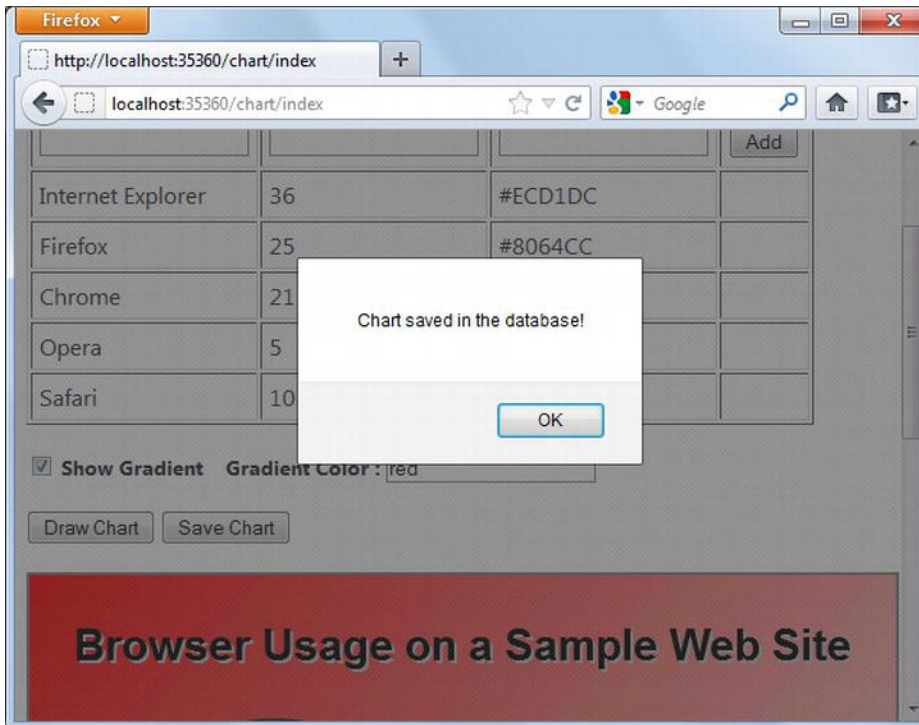 Firefox
http://localhost:35360/chart/index
localhost:35360/chart/index
Google
Add
Internet Explorer 36 #ECD1DC
Firefox 25 #8064CC
Chrome 21
Opera 5
Safari 10
Chart saved in the database!
OK
Show Gradient Gradient Color : red
Draw Chart Save Chart
Browser Usage on a Sample Web Site